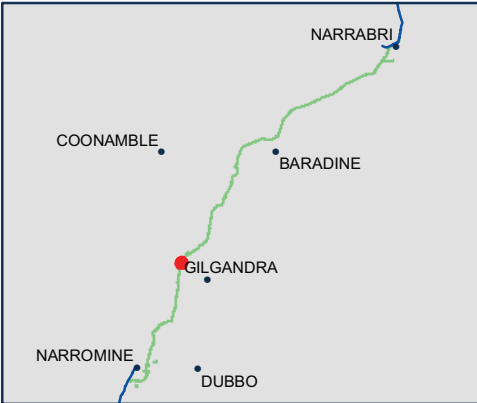 NARRABRI
COONAMBLE
BARADINE
GILGANDRA
NARROMINE
DUBBO